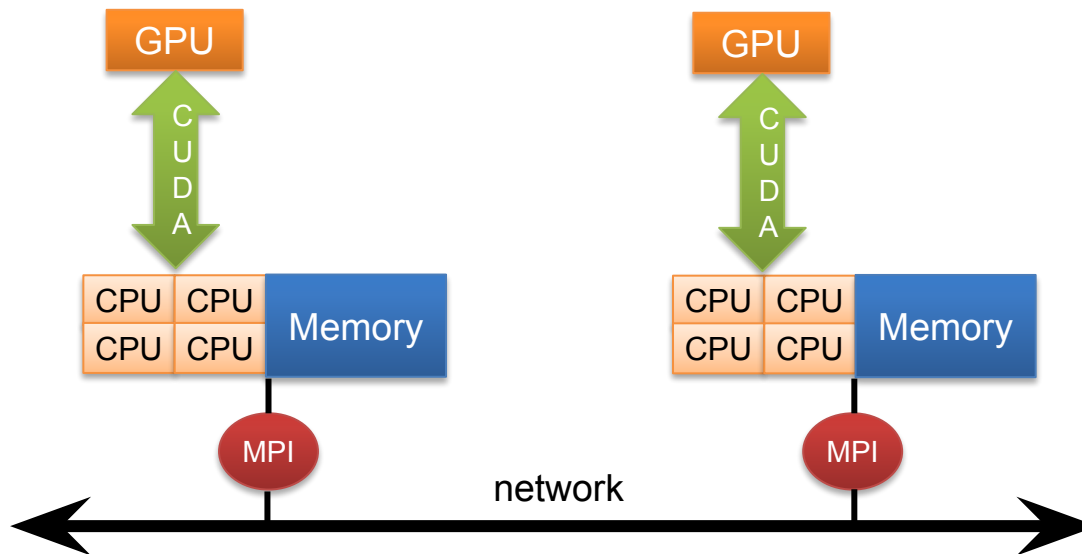 GPU
GPU
C
U
D
A
C
U
D
A
CPU CPU
CPU CPU
Memory
CPU CPU
CPU CPU
Memory
MPI
MPI
network